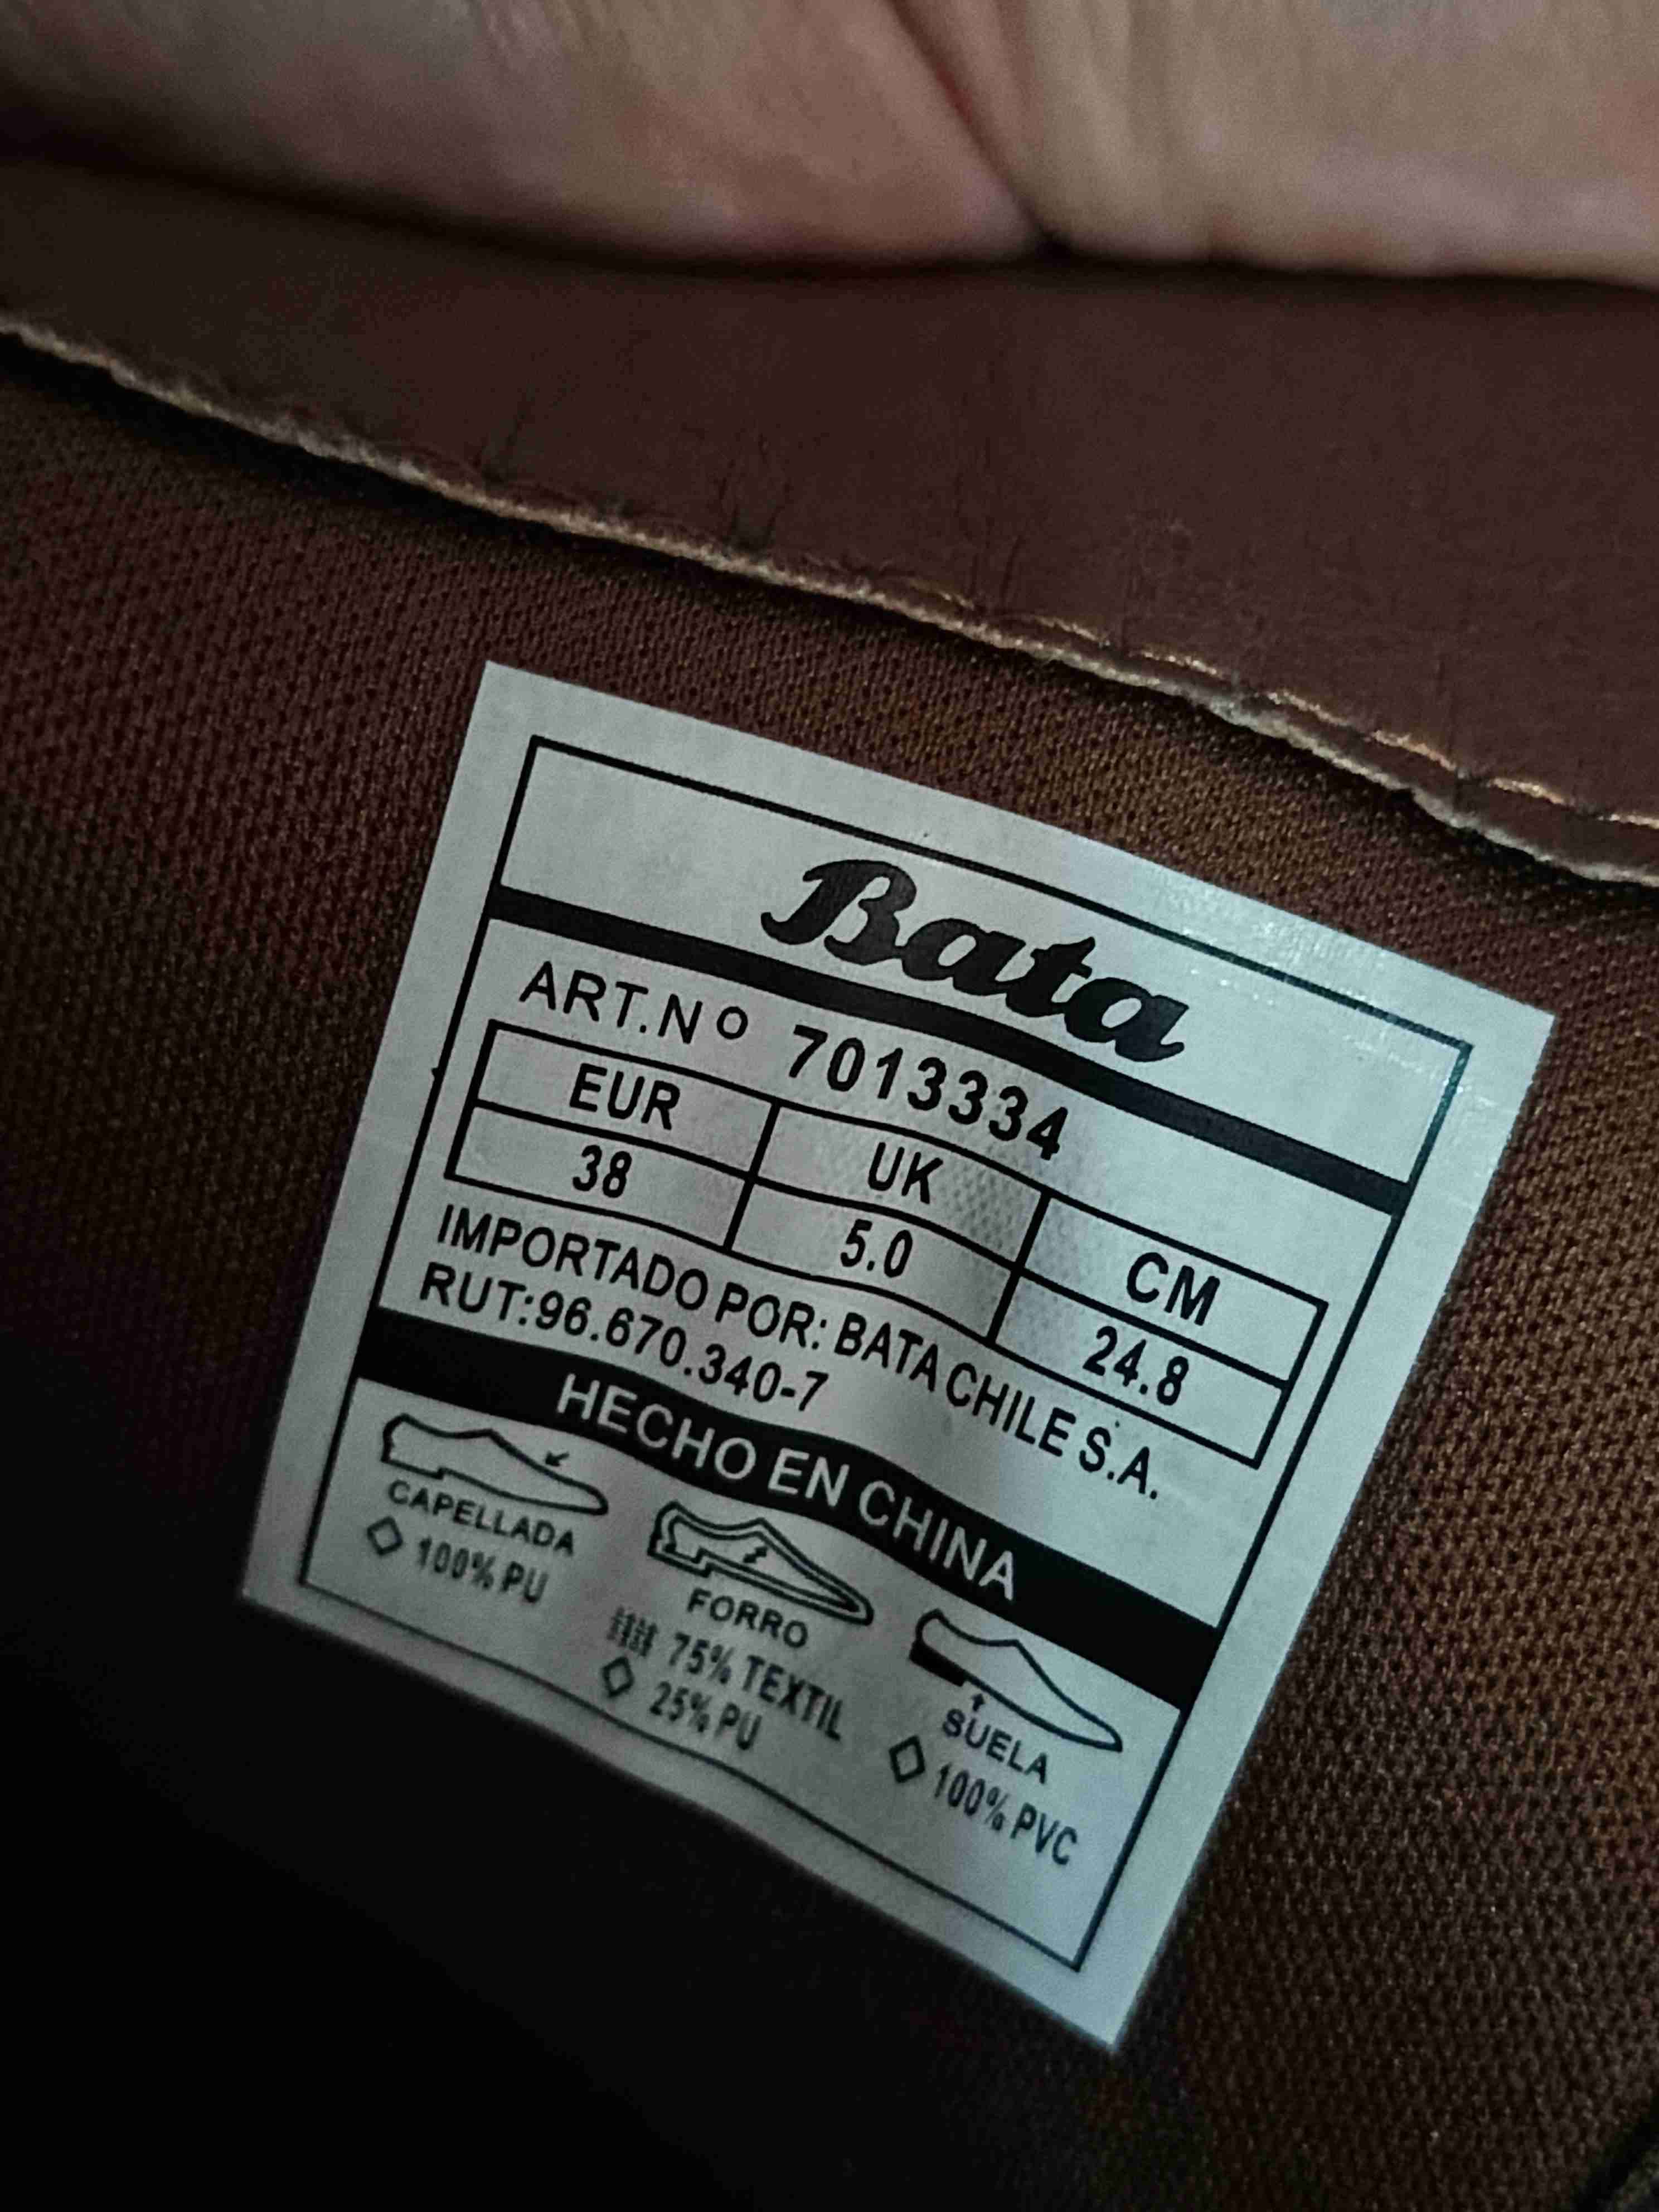 Bata
ART.Nº 7013334
EUR UK CM
38 5.0 24.8
IMPORTADO POR: BATA CHILE S.A.
RUT:96.670.340-7
HECHO EN CHINA
CAPELLADA
100% PU
FORRO
75% TEXTIL
25% PU
SUELA
100% PVC